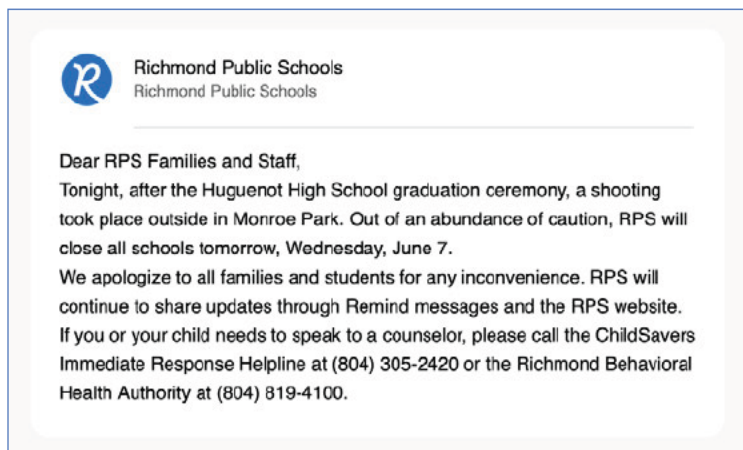 R
Richmond Public Schools
Richmond Public Schools
Dear RPS Families and Staff,
Tonight, after the Huguenot High School graduation ceremony, a shooting
took place outside in Monroe Park. Out of an abundance of caution, RPS will
close all schools tomorrow, Wednesday, June 7.
We apologize to all families and students for any inconvenience. RPS will
continue to share updates through Remind messages and the RPS website.
If you or your child needs to speak to a counselor, please call the ChildSavers
Immediate Response Helpline at (804) 305-2420 or the Richmond Behavioral
Health Authority at (804) 819-4100.